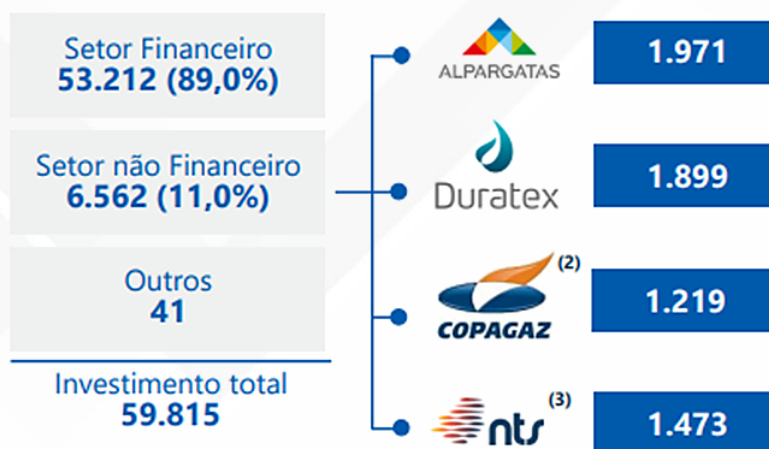 Setor Financeiro
53.212 (89,0%)
Setor não Financeiro
6.562 (11,0%)
Outros
41
Investimento total
59.815
ALPARGATAS
1.971
Duratex
1.899
COPAGAZ (2)
1.219
nts (3)
1.473